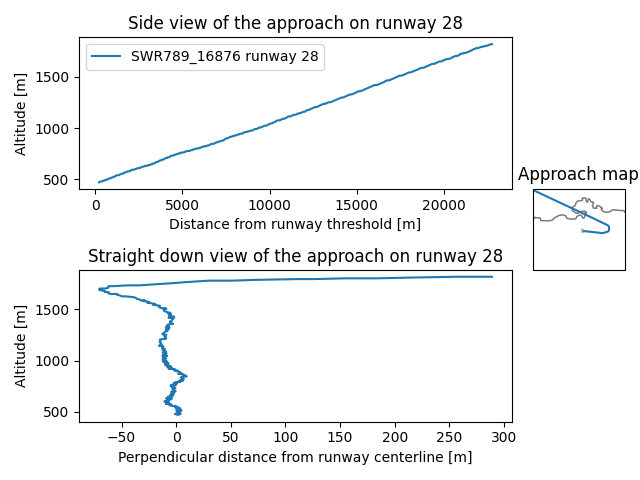 Side view of the approach on runway 28
SWR789_16876 runway 28
Altitude [m]
1500
1000
500
0
5000
10000
15000
20000
Distance from runway threshold [m]
Approach map
Straight down view of the approach on runway 28
Altitude [m]
1500
1000
500
−50
0
50
100
150
200
250
300
Perpendicular distance from runway centerline [m]